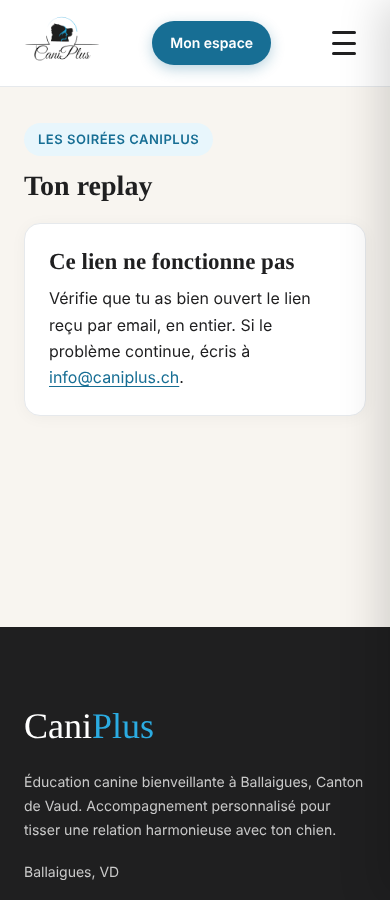 CaniPlus
Mon espace
LES SOIRÉES CANIPLUS
Ton replay
Ce lien ne fonctionne pas
Vérifie que tu as bien ouvert le lien
reçu par email, en entier. Si le
problème continue, écris à
info@caniplus.ch.
CaniPlus
Éducation canine bienveillante à Ballaigues, Canton
de Vaud. Accompagnement personnalisé pour
tisser une relation harmonieuse avec ton chien.
Ballaigues, VD